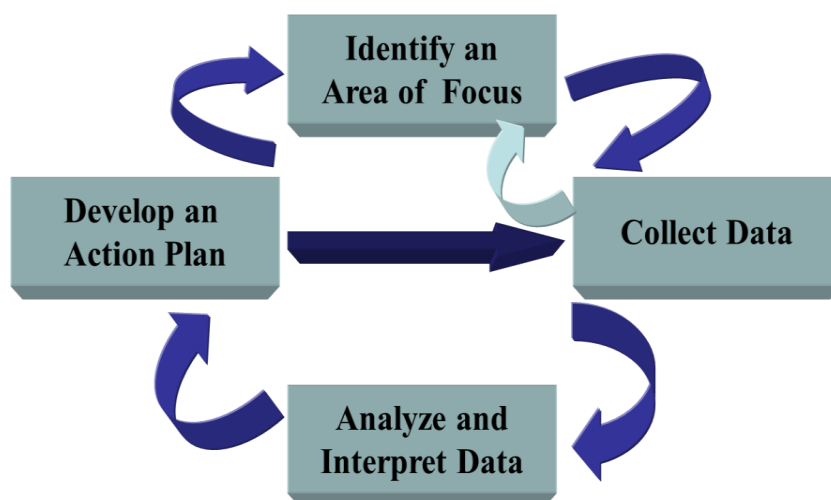 Identify an
Area of Focus
Develop an
Action Plan
Collect Data
Analyze and
Interpret Data